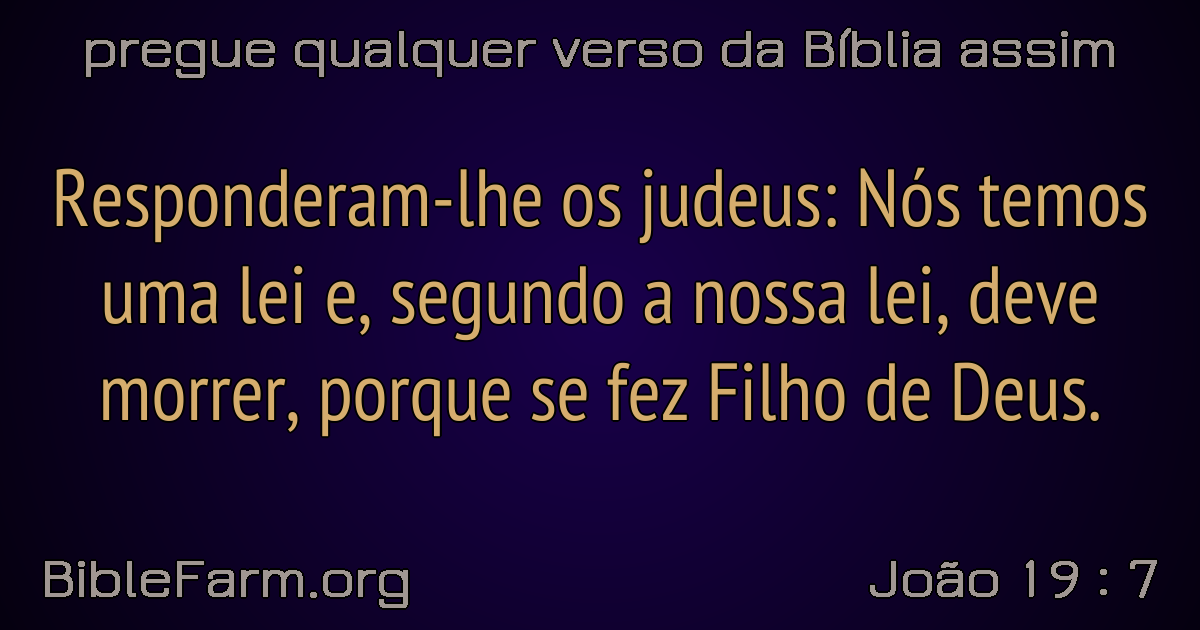 pregue qualquer verso da Bíblia assim
Responderam-lhe os judeus: Nós temos
uma lei e, segundo a nossa lei, deve
morrer, porque se fez Filho de Deus.
BibleFarm.org
João 19 : 7